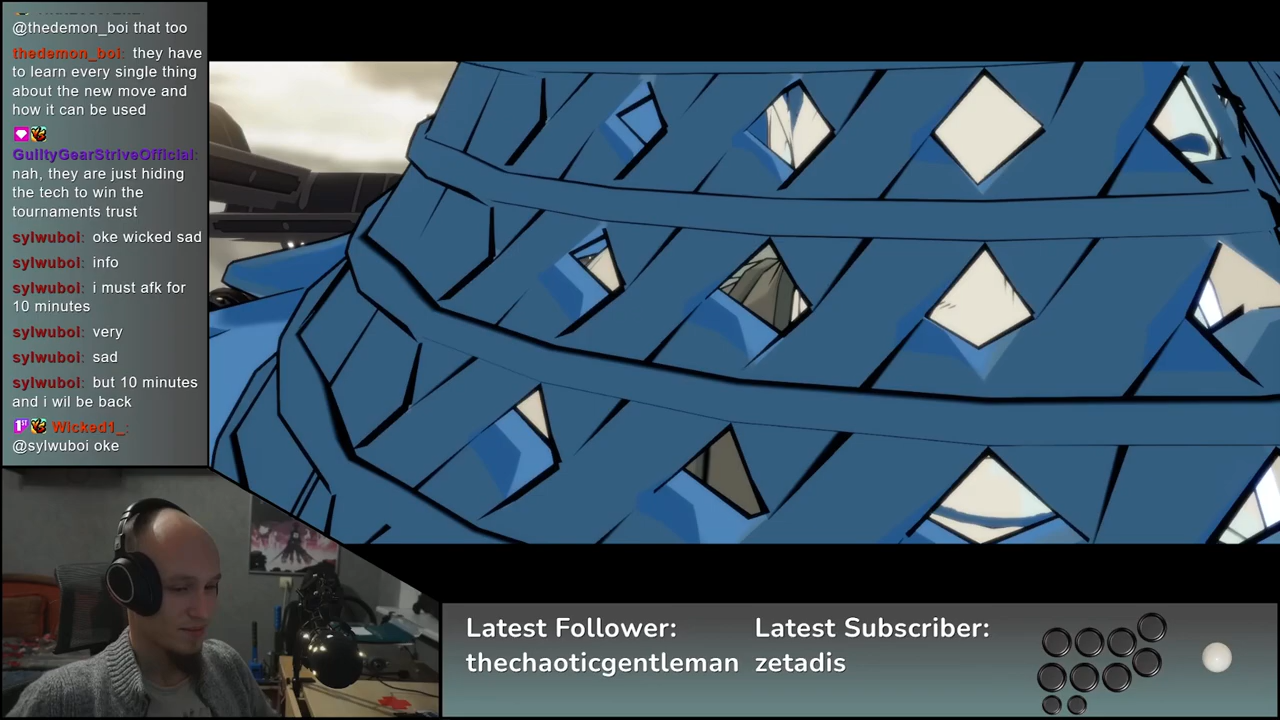 @thedemon_boi that too
thedemon_boi: they have
to learn every single thing
about the new move and
how it can be used
GuiltyGearStriveOfficial:
nah, they are just hiding
the tech to win the
tournaments trust
sylwuboi: oke wicked sad
sylwuboi: info
sylwuboi: i must afk for
10 minutes
sylwuboi: very
sylwuboi: sad
sylwuboi: but 10 minutes
and i wil be back
1ST Wicked1_:
@sylwuboi oke
Latest Follower:
thechaoticgentleman
Latest Subscriber:
zetadis